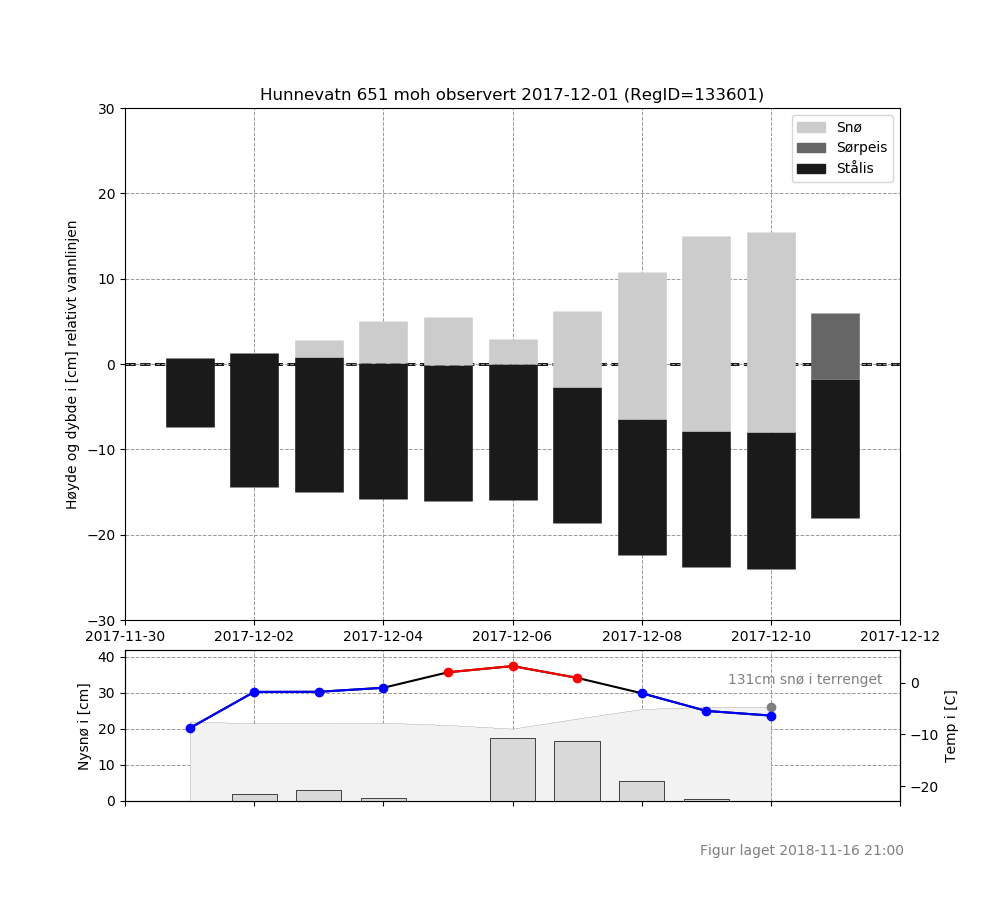 Hunnevatn 651 moh observert 2017-12-01 (RegID=133601)
Høyde og dybde i [cm] relativt vannlinjen
30
20
10
0
−10
−20
−30
Snø
Sørpeis
Stålis
2017-11-30 2017-12-02 2017-12-04 2017-12-06 2017-12-08 2017-12-10 2017-12-12
Nysnø i [cm]
40
30
20
10
0
131cm snø i terrenget
0
−10
−20
Temp i [C]
Figur laget 2018-11-16 21:00